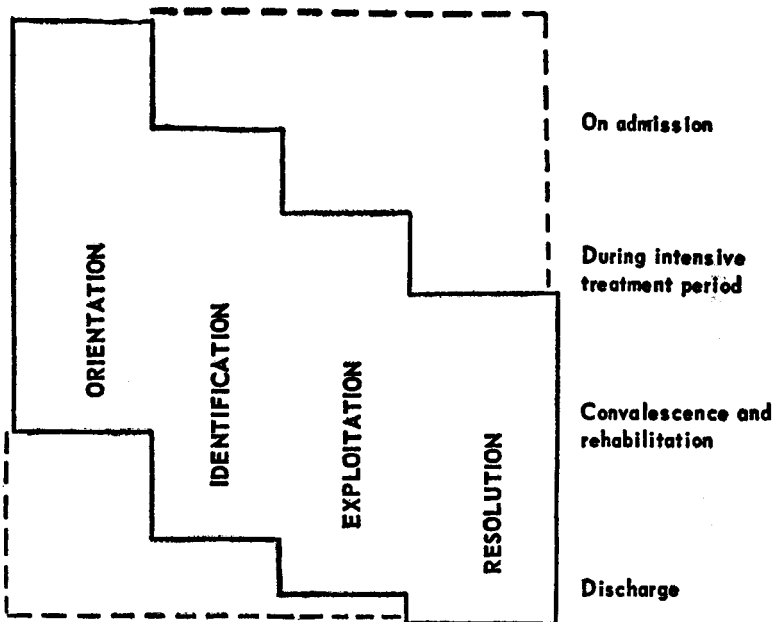 On admission
During intensive
treatment period
ORIENTATION
IDENTIFICATION
EXPLOITATION
RESOLUTION
Convalescence and
rehabilitation
Discharge